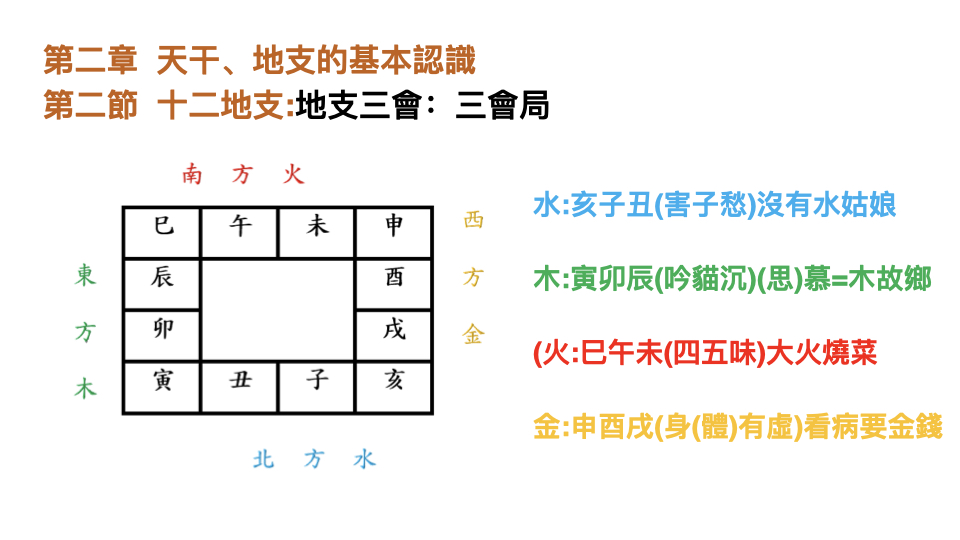 第二章 天干、地支的基本認識
第二節 十二地支:地支三會：三會局
南 方 火
巳 午 未 申
辰 酉
卯 戌
寅 丑 子 亥
東
方
木
西
方
金
北 方 水
水:亥子丑(害子愁)沒有水姑娘
木:寅卯辰(吟貓沉)(思)慕=木故鄉
(火:巳午未(四五味)大火燒菜
金:申酉戌(身(體)有虛)看病要金錢